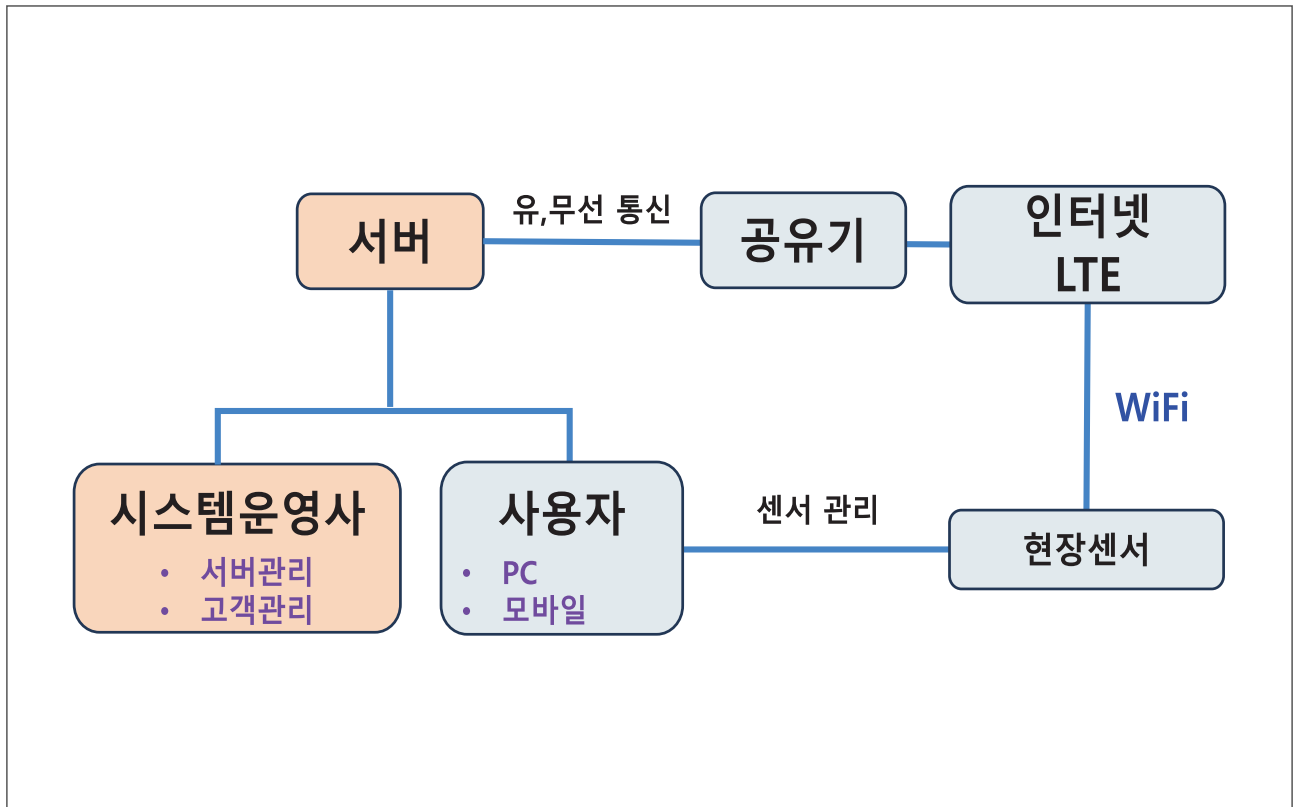 서버
유,무선 통신
공유기
인터넷
LTE
WiFi
시스템운영사
• 서버관리
• 고객관리
사용자
• PC
• 모바일
센서 관리
현장센서